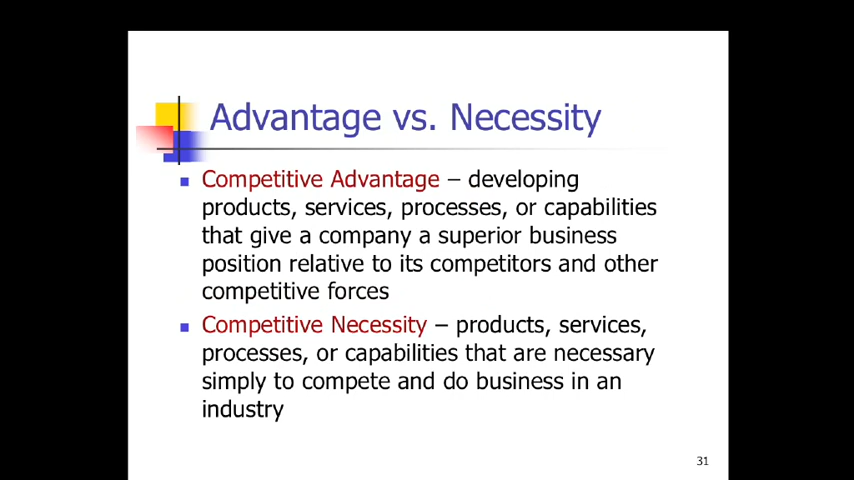 Advantage vs. Necessity
Competitive Advantage – developing
products, services, processes, or capabilities
that give a company a superior business
position relative to its competitors and other
competitive forces
Competitive Necessity – products, services,
processes, or capabilities that are necessary
simply to compete and do business in an
industry
31